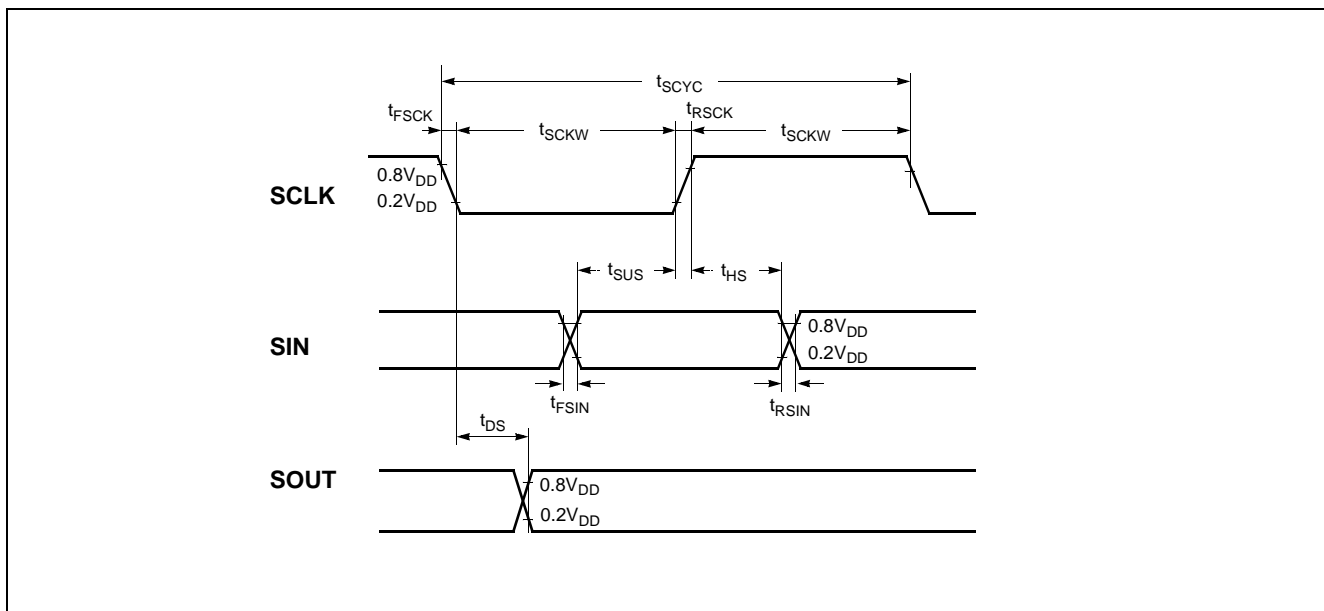 tSCYC
tFSCK
tRSCK
tSCKW
tSCKW
0.8VDD
0.2VDD
SCLK
tSUS
tHS
SIN
0.8VDD
0.2VDD
tFSIN
tRSIN
tDS
SOUT
0.8VDD
0.2VDD